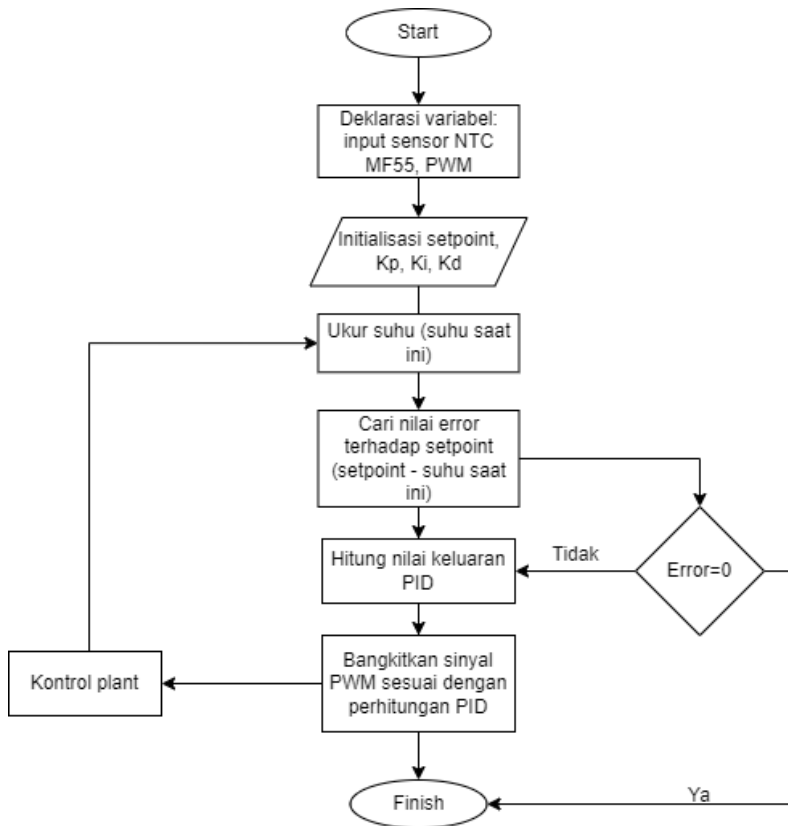 Start
Deklarasi variabel:
input sensor NTC
MF55, PWM
Initialisasi setpoint,
Kp, Ki, Kd
Ukur suhu (suhu saat
ini)
Cari nilai error
terhadap setpoint
(setpoint - suhu saat
ini)
Hitung nilai keluaran
PID
Tidak
Error=0
Bangkitkan sinyal
PWM sesuai dengan
perhitungan PID
Kontrol plant
Finish
Ya